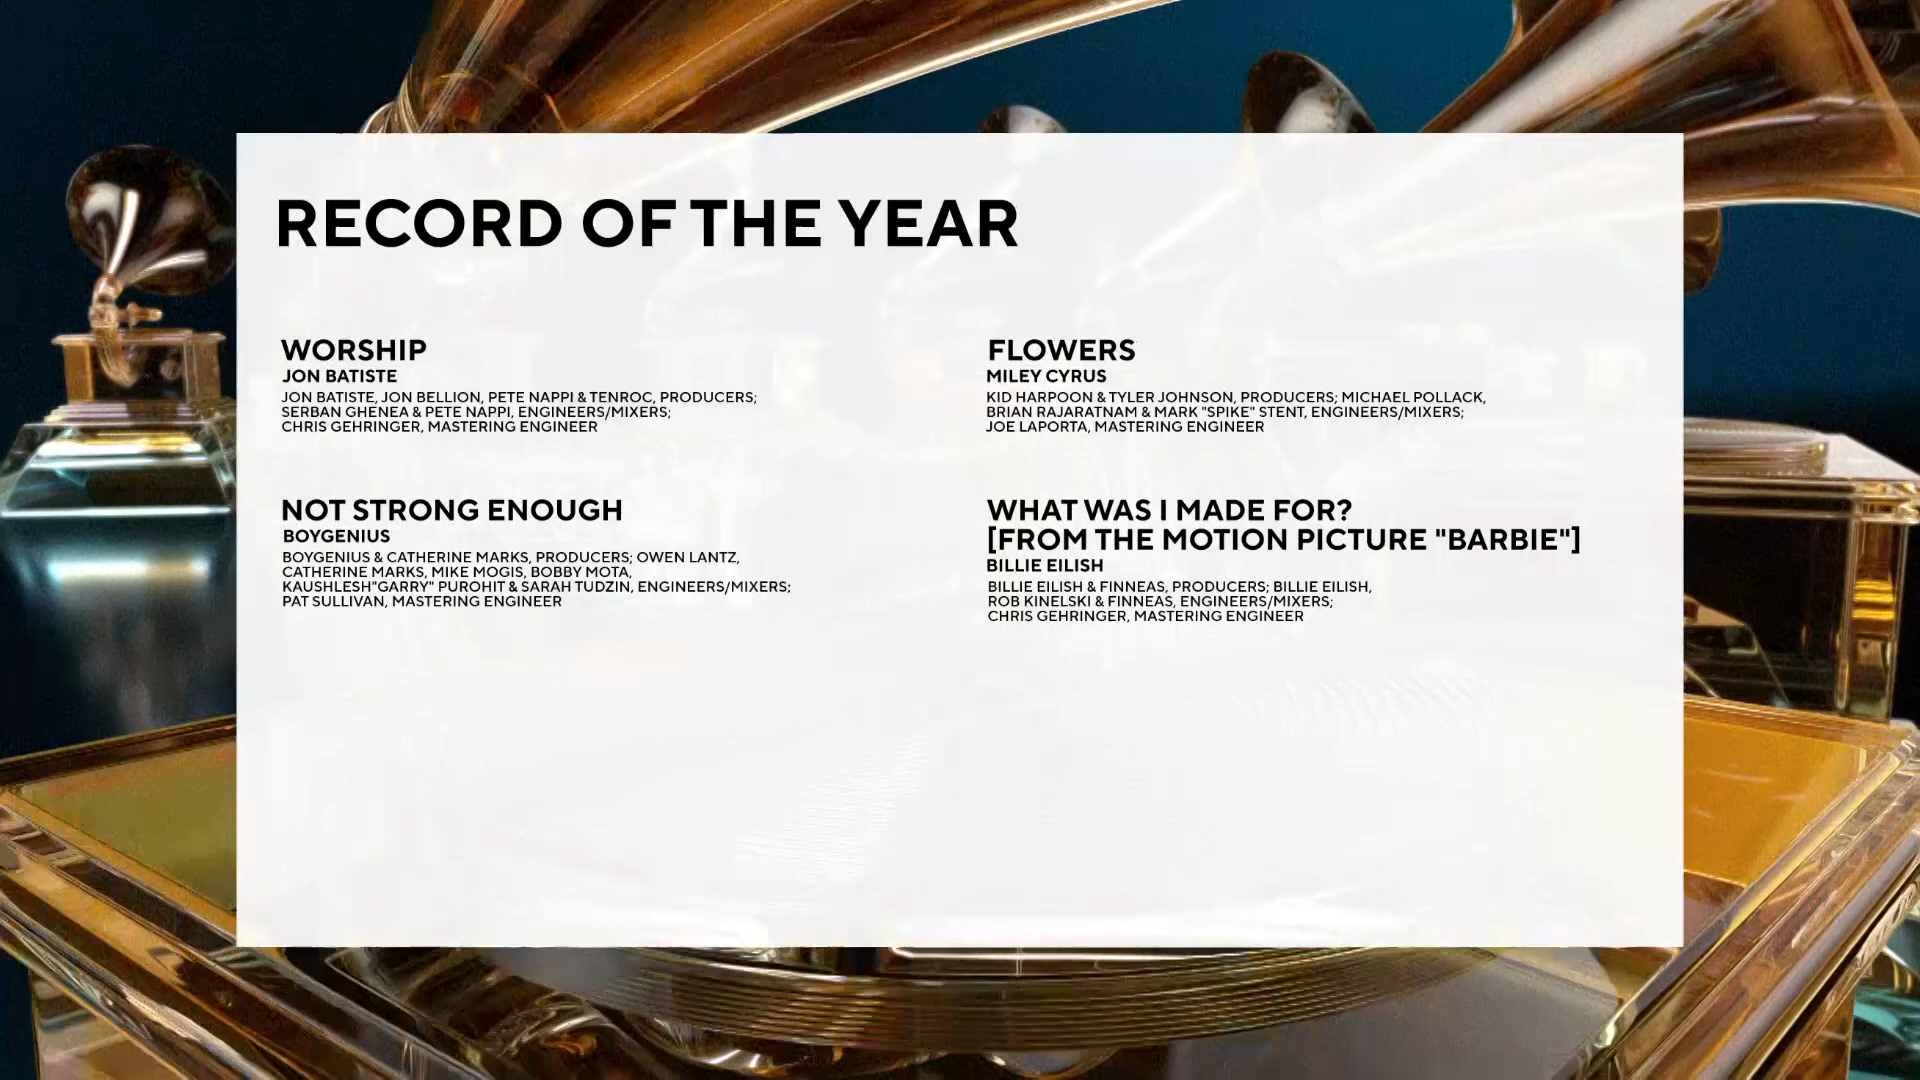 RECORD OF THE YEAR
WORSHIP
JON BATISTE
JON BATISTE, JON BELLION, PETE NAPPI & TENROC, PRODUCERS;
SERBAN GHENEA & PETE NAPPI, ENGINEERS/MIXERS;
CHRIS GEHRINGER, MASTERING ENGINEER
NOT STRONG ENOUGH
BOYGENIUS
BOYGENIUS & CATHERINE MARKS, PRODUCERS; OWEN LANTZ,
CATHERINE MARKS, MIKE MOGIS, BOBBY MOTA,
KAUSHLESH"GARRY" PUROHIT & SARAH TUDZIN, ENGINEERS/MIXERS;
PAT SULLIVAN, MASTERING ENGINEER
FLOWERS
MILEY CYRUS
KID HARPOON & TYLER JOHNSON, PRODUCERS; MICHAEL POLLACK,
BRIAN RAJARATNAM & MARK "SPIKE" STENT, ENGINEERS/MIXERS;
JOE LAPORTA, MASTERING ENGINEER
WHAT WAS I MADE FOR?
[FROM THE MOTION PICTURE "BARBIE"]
BILLIE EILISH
BILLIE EILISH & FINNEAS, PRODUCERS; BILLIE EILISH,
ROB KINELSKI & FINNEAS, ENGINEERS/MIXERS;
CHRIS GEHRINGER, MASTERING ENGINEER